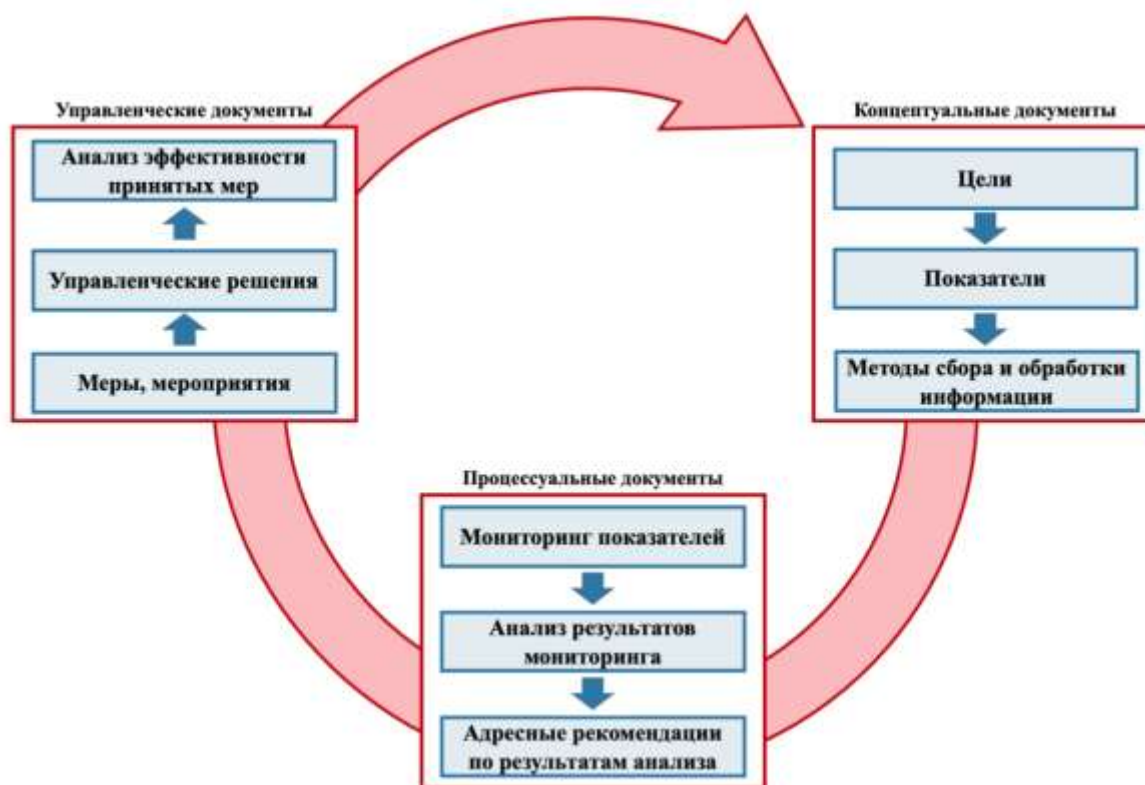 Управленческие документы
Анализ эффективности
принятых мер
Управленческие решения
Меры, мероприятия
Концептуальные документы
Цели
Показатели
Методы сбора и обработки
информации
Процессуальные документы
Мониторинг показателей
Анализ результатов
мониторинга
Адресные рекомендации
по результатам анализа